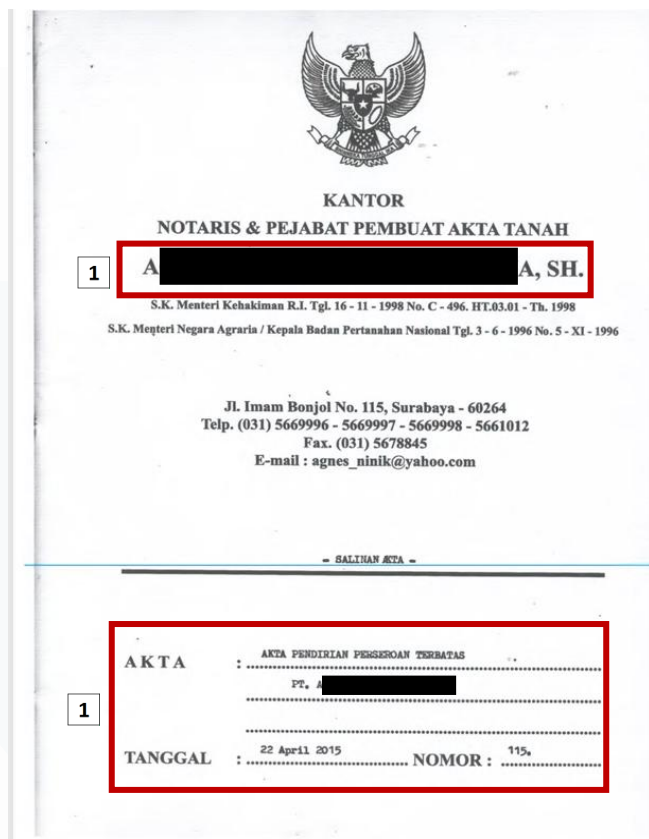 KANTOR
NOTARIS & PEJABAT PEMBUAT AKTA TANAH
1
A A, SH.
S.K. Menteri Kehakiman R.I. Tgl. 16 - 11 - 1998 No. C - 496. HT.03.01 - Th. 1998
S.K. Menteri Negara Agraria / Kepala Badan Pertanahan Nasional Tgl. 3 - 6 - 1996 No. 5 - XI - 1996
Jl. Imam Bonjol No. 115, Surabaya - 60264
Telp. (031) 5669996 - 5669997 - 5669998 - 5661012
Fax. (031) 5678845
E-mail : agnes_ninik@yahoo.com
- SALINAN AKTA -
AKTA : AKTA PENDIRIAN PERSEROAN TERBATAS
PT. A
1
TANGGAL : 22 April 2015 NOMOR : 115.